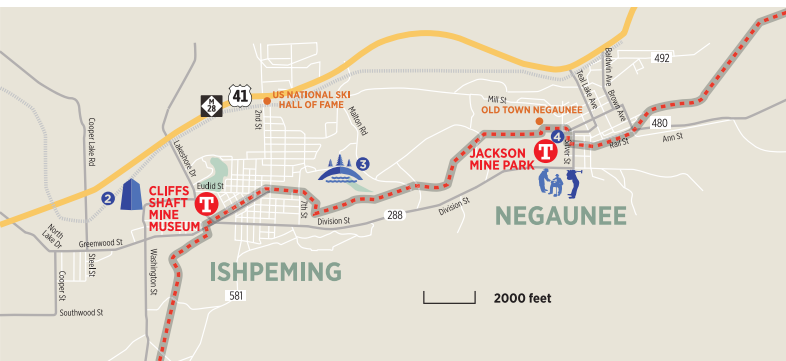 492
Baldwin Ave
Teal Lake Ave
Brown Ave
41
M
28
US NATIONAL SKI
HALL OF FAME
2nd St
Malton Rd
Mill St
OLD TOWN NEGAUNEE
480
Rail St
Ann St
Silver St
4
T
JACKSON
MINE PARK
Cooper Lake Rd
Lakeshore Dr
3
Euclid St
2
CLIFFS
SHAFT
MINE
MUSEUM
T
7th St
Division St
288
Division St
NEGAUNEE
North
Lake Dr
Greenwood St
Steel St
Cooper St
Washington St
Southwood St
ISHPEMING
581
2000 feet